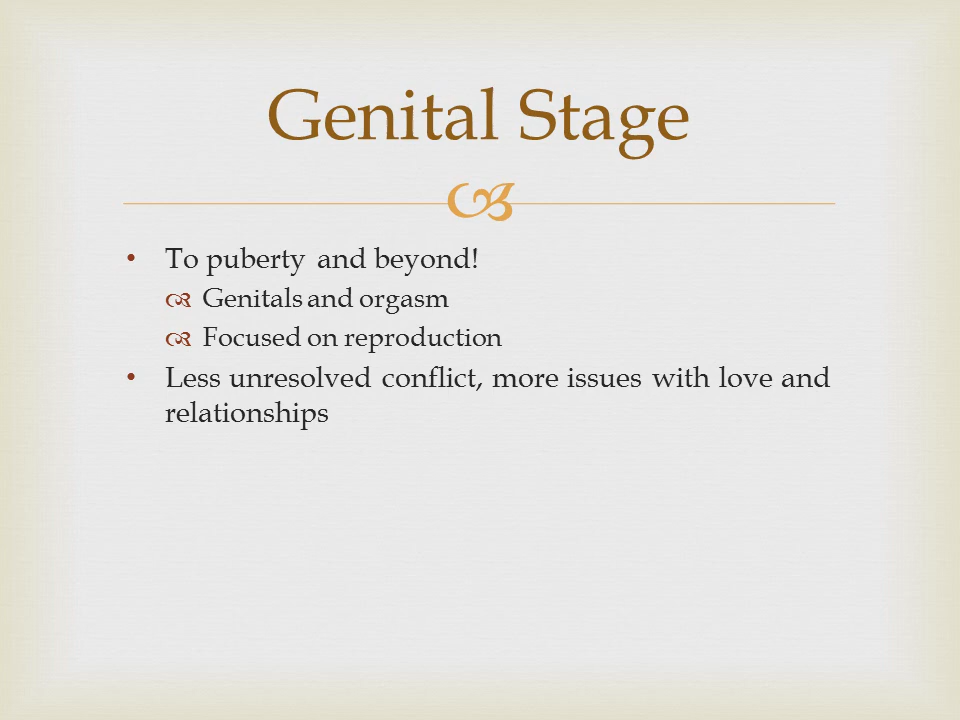 Genital Stage
• To puberty and beyond!
Genitals and orgasm
Focused on reproduction
• Less unresolved conflict, more issues with love and
relationships